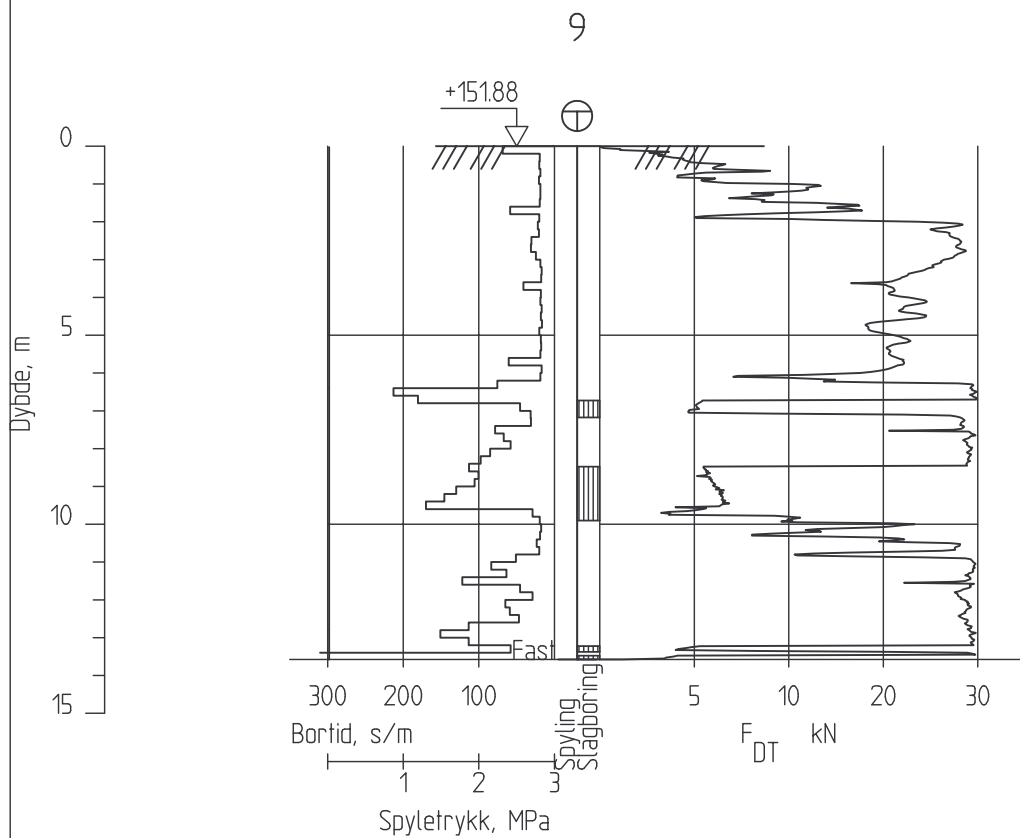 9
+151.88
0
5
10
15
Dybde, m
Fast
300 200 100
Bortid, s/m
1 2 3
Spyletrykk, MPa
Spyling
Slagboring
5 10 20 30
FDT kN